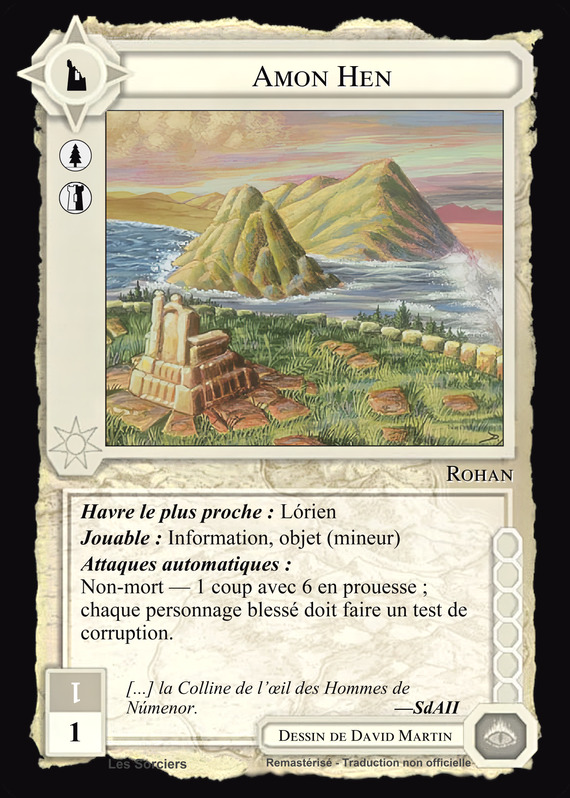 AMON HEN
ROHAN
Havre le plus proche : Lórien
Jouable : Information, objet (mineur)
Attaques automatiques :
Non-mort — 1 coup avec 6 en prouesse ;
chaque personnage blessé doit faire un test de
corruption.
[...] la Colline de l’œil des Hommes de
Númenor. —SdAII
1
1
DESSIN DE DAVID MARTIN
Les Sorciers
Remastérisé - Traduction non officielle